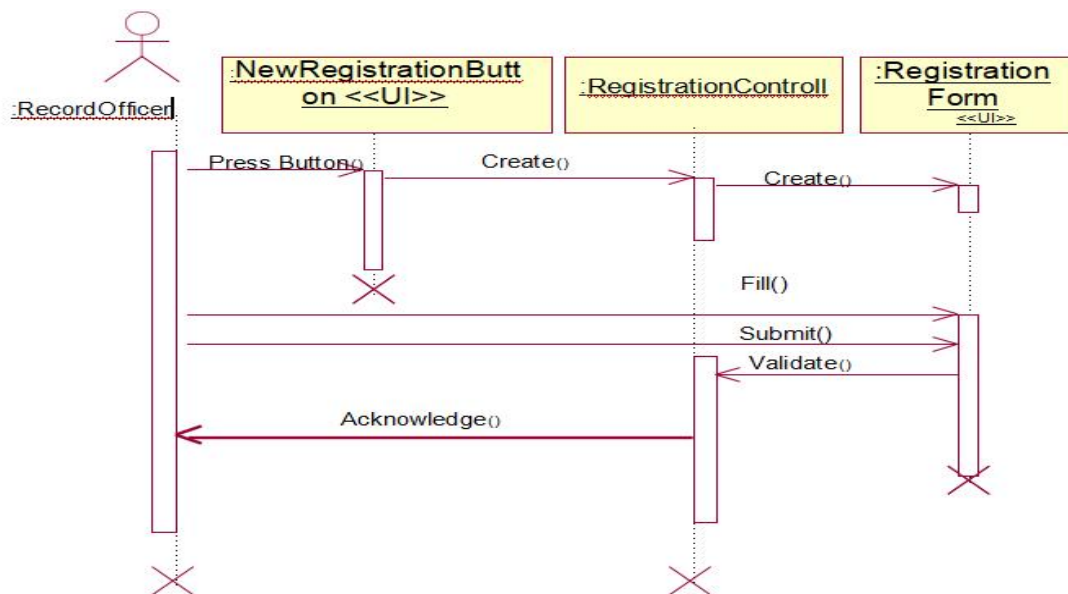 :NewRegistrationButt
on <<UI>>
:RegistrationControll
:Registration
Form
<<UI>>
:RecordOfficer
Press Button()
Create()
Create()
Fill()
Submit()
Validate()
Acknowledge()